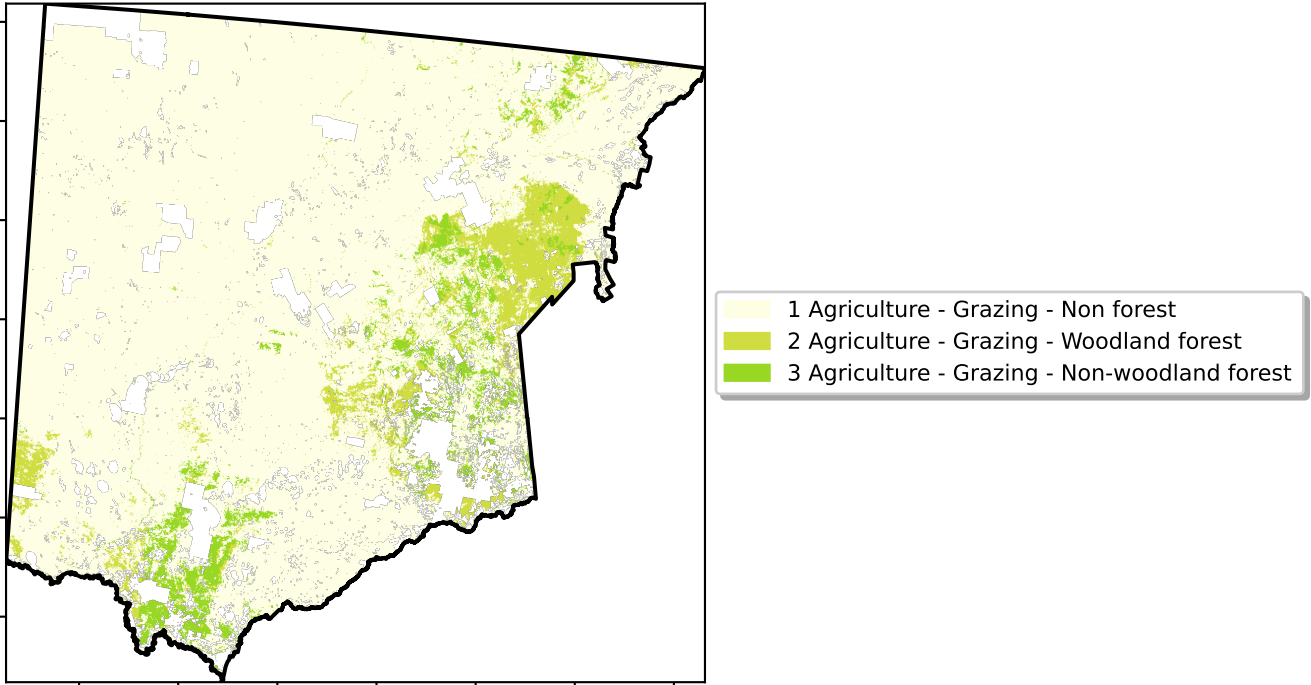 1 Agriculture - Grazing - Non forest
2 Agriculture - Grazing - Woodland forest
3 Agriculture - Grazing - Non-woodland forest